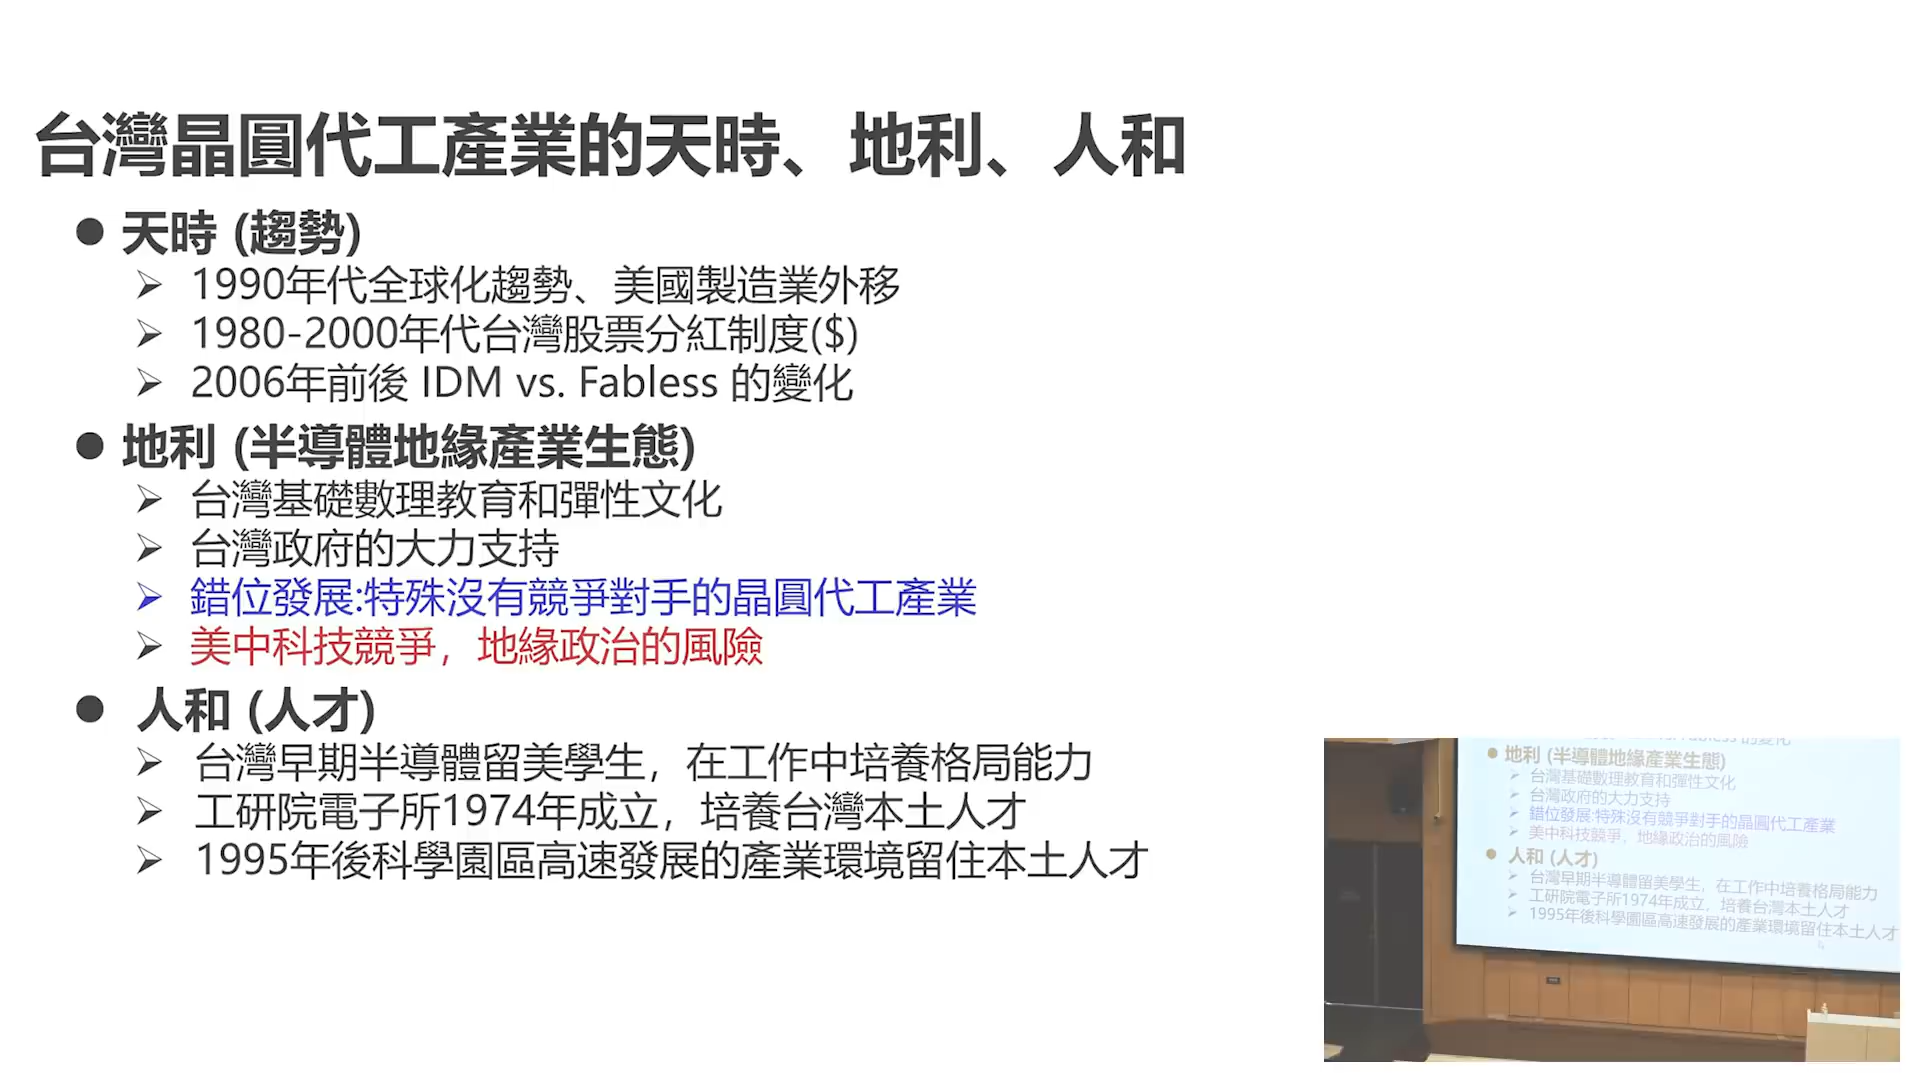 台灣晶圓代工產業的天時、地利、人和
● 天時 (趨勢)
➢ 1990年代全球化趨勢、美國製造業外移
➢ 1980-2000年代台灣股票分紅制度($)
➢ 2006年前後 IDM vs. Fabless 的變化
● 地利 (半導體地緣產業生態)
➢ 台灣基礎數理教育和彈性文化
➢ 台灣政府的大力支持
➢ 錯位發展:特殊沒有競爭對手的晶圓代工產業
➢ 美中科技競爭，地緣政治的風險
● 人和 (人才)
➢ 台灣早期半導體留美學生，在工作中培養格局能力
➢ 工研院電子所1974年成立，培養台灣本土人才
➢ 1995年後科學園區高速發展的產業環境留住本土人才
的變化
● 地利 (半導體地緣產業生態)
➢ 台灣基礎數理教育和彈性文化
➢ 台灣政府的大力支持
➢ 錯位發展:特殊沒有競爭對手的晶圓代工產業
➢ 美中科技競爭，地緣政治的風險
● 人和 (人才)
➢ 台灣早期半導體留美學生，在工作中培養格局能力
➢ 工研院電子所1974年成立，培養台灣本土人才
➢ 1995年後科學園區高速發展的產業環境留住本土人才